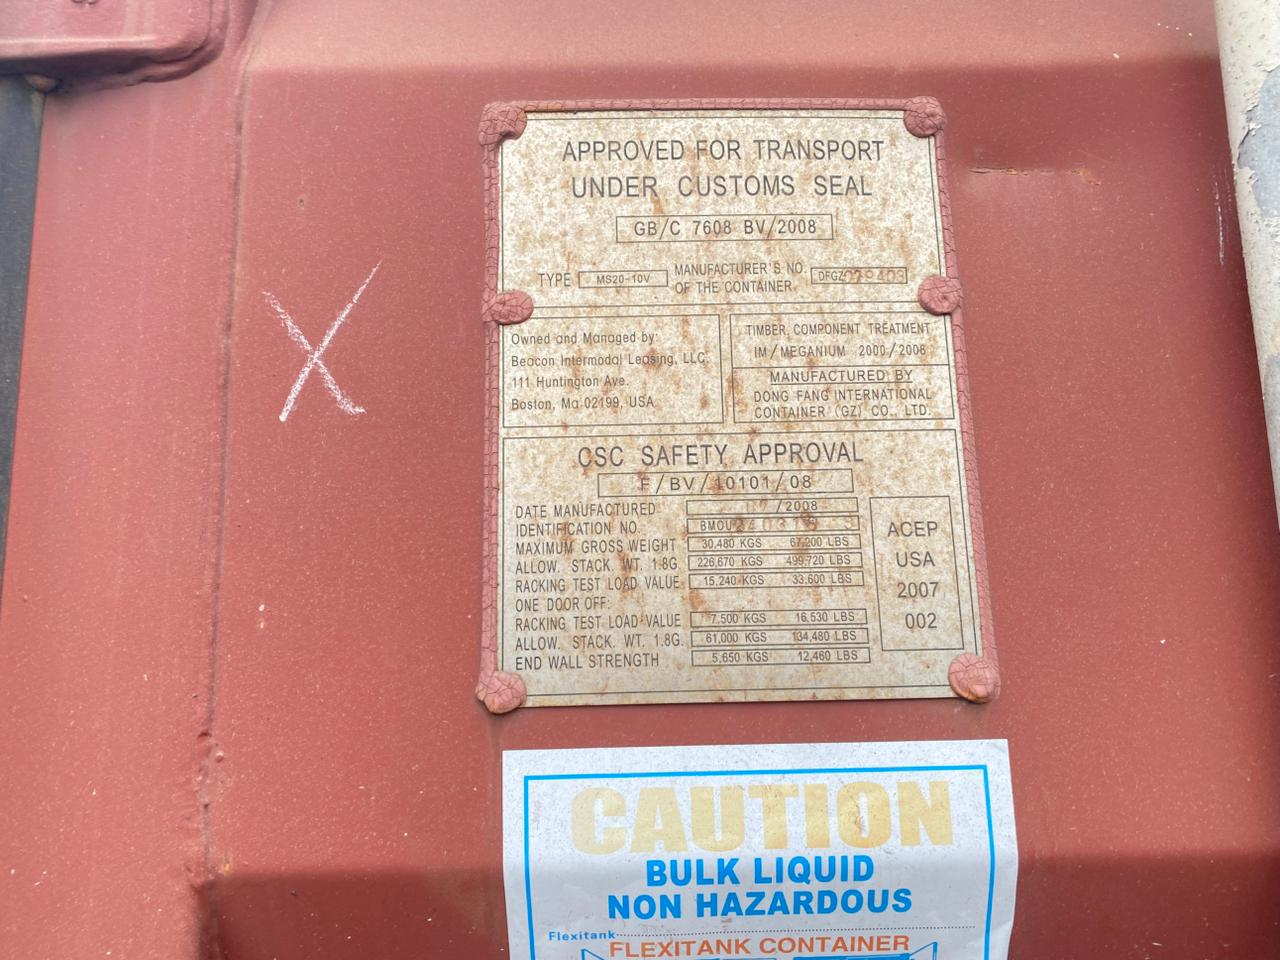 APPROVED FOR TRANSPORT
UNDER CUSTOMS SEAL
GB/C 7608 BV/2008
TYPE MS20-10V MANUFACTURER'S NO. OF THE CONTAINER
Owned and Managed by:
Beacon Intermodal Leasing, LLC
111 Huntington Ave.
Boston, Ma 02199, USA
TIMBER COMPONENT TREATMENT
IM/MEGANIUM 2000/2008
MANUFACTURED BY
DONG FANG INTERNATIONAL
CONTAINER (GZ) CO., LTD.
CSC SAFETY APPROVAL
F/BV/10101/08
DATE MANUFACTURED /2008
IDENTIFICATION NO. BMOU
MAXIMUM GROSS WEIGHT 30,480 KGS 67,200 LBS
ALLOW. STACK. WT. 1.8G 226,670 KGS 499,720 LBS
RACKING TEST LOAD VALUE 15,240 KGS 33,600 LBS
ONE DOOR OFF:
RACKING TEST LOAD VALUE 7,500 KGS 16,530 LBS
ALLOW. STACK. WT. 1.8G. 61,000 KGS 134,480 LBS
END WALL STRENGTH 5,650 KGS 12,460 LBS
ACEP
USA
2007
002
X
CAUTION
BULK LIQUID
NON HAZARDOUS
Flexitank
FLEXITANK CONTAINER